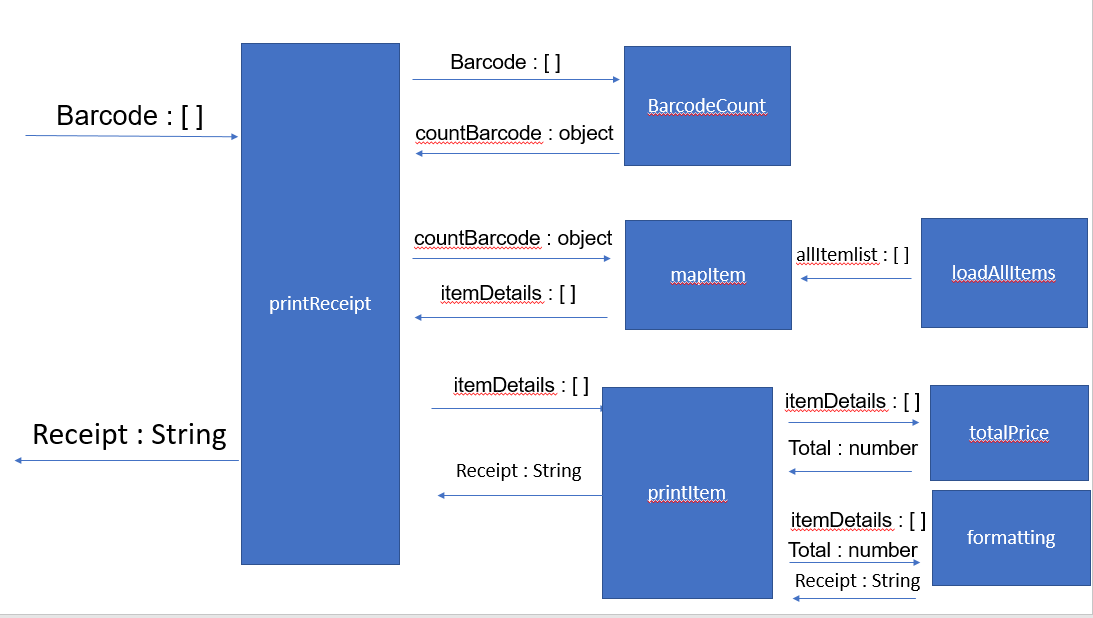 Barcode : [ ]
Barcode : [ ]
BarcodeCount
countBarcode : object
countBarcode : object
mapItem
allItemlist : [ ]
loadAllItems
itemDetails : [ ]
printReceipt
itemDetails : [ ]
itemDetails : [ ]
totalPrice
Total : number
Receipt : String
Receipt : String
printItem
itemDetails : [ ]
Total : number
formatting
Receipt : String